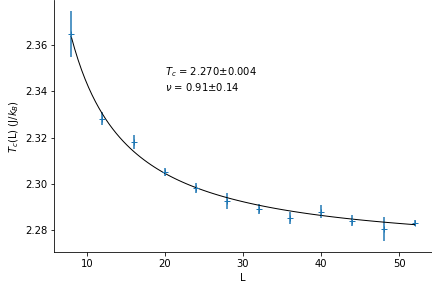 2.36
2.34
2.32
2.30
2.28
T_c(L) (J/k_B)
T_c = 2.270±0.004
ν = 0.91±0.14
10 20 30 40 50
L